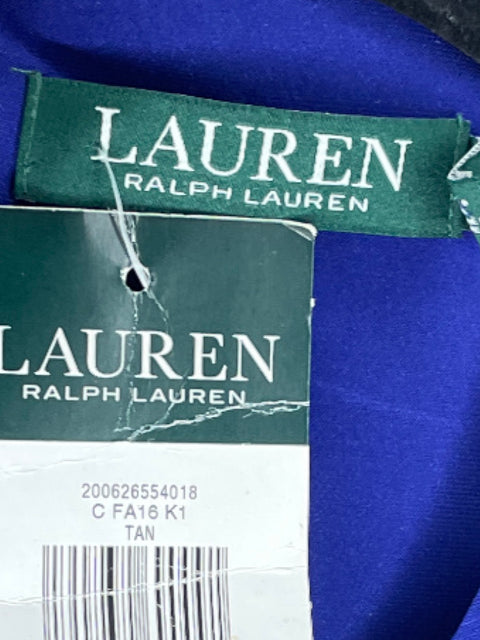 LAUREN
RALPH LAUREN
LAUREN
RALPH LAUREN
200626554018
C FA16 K1
TAN